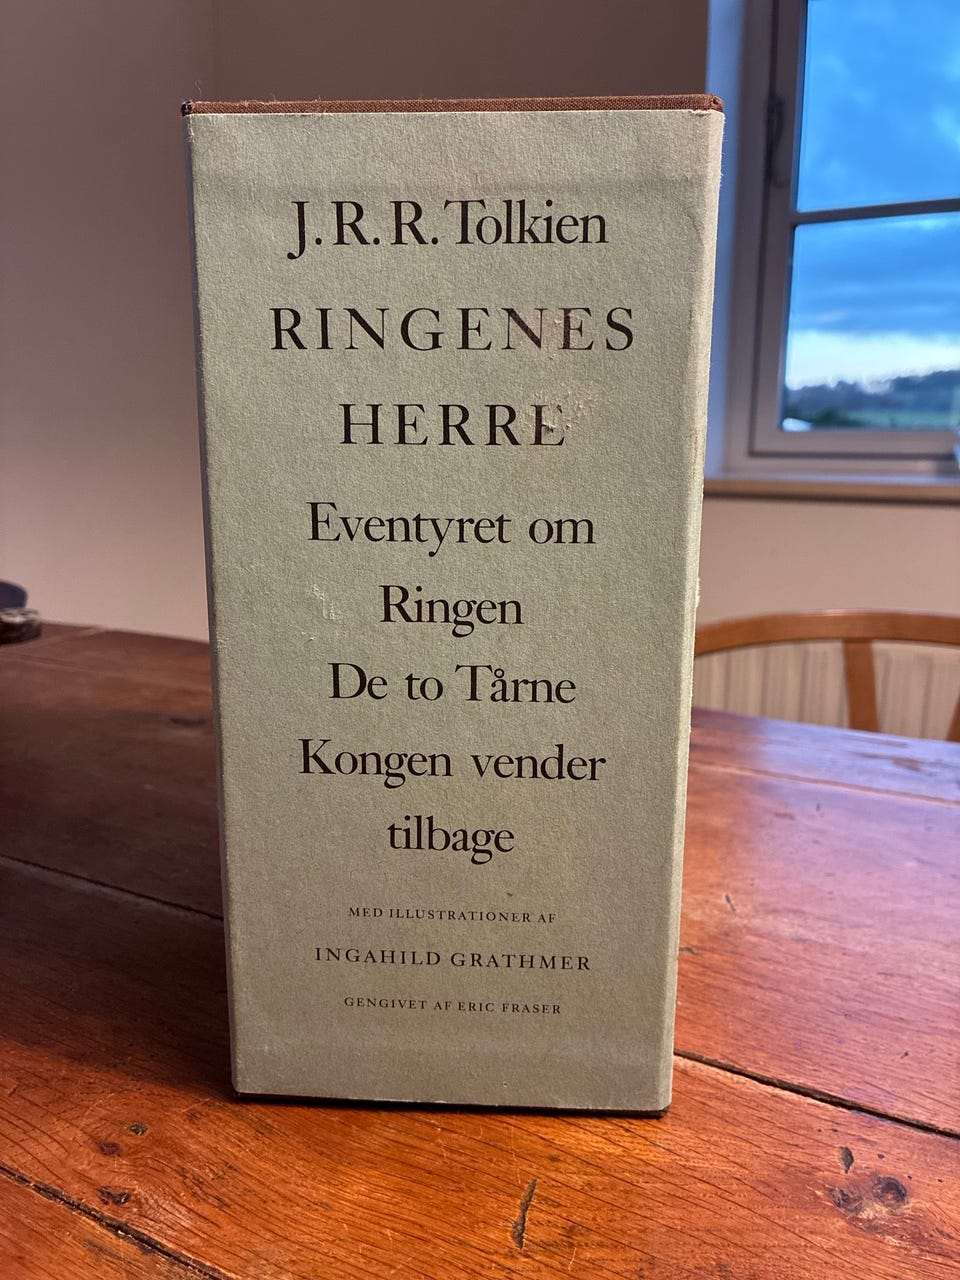 J.R.R. Tolkien
RINGENES
HERRE
Eventyret om
Ringen
De to Tårne
Kongen vender
tilbage
MED ILLUSTRATIONER AF
INGAHILD GRATHMER
GENGIVET AF ERIC FRASER